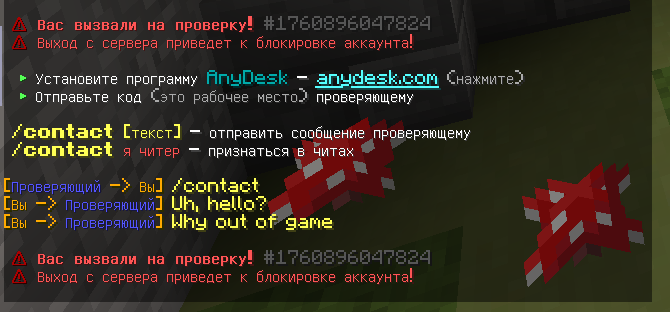 ⚠ Вас вызвали на проверку! #1760896047824
⚠ Выход с сервера приведет к блокировке аккаунта!
▶ Установите программу AnyDesk – anydesk.com (нажмите)
▶ Отправьте код (это рабочее место) проверяющему
/contact [текст] – отправить сообщение проверяющему
/contact я читер – признаться в читах
[Проверяющий -> Вы] /contact
[Вы -> Проверяющий] Uh, hello?
[Вы -> Проверяющий] Why out of game
⚠ Вас вызвали на проверку! #1760896047824
⚠ Выход с сервера приведет к блокировке аккаунта!